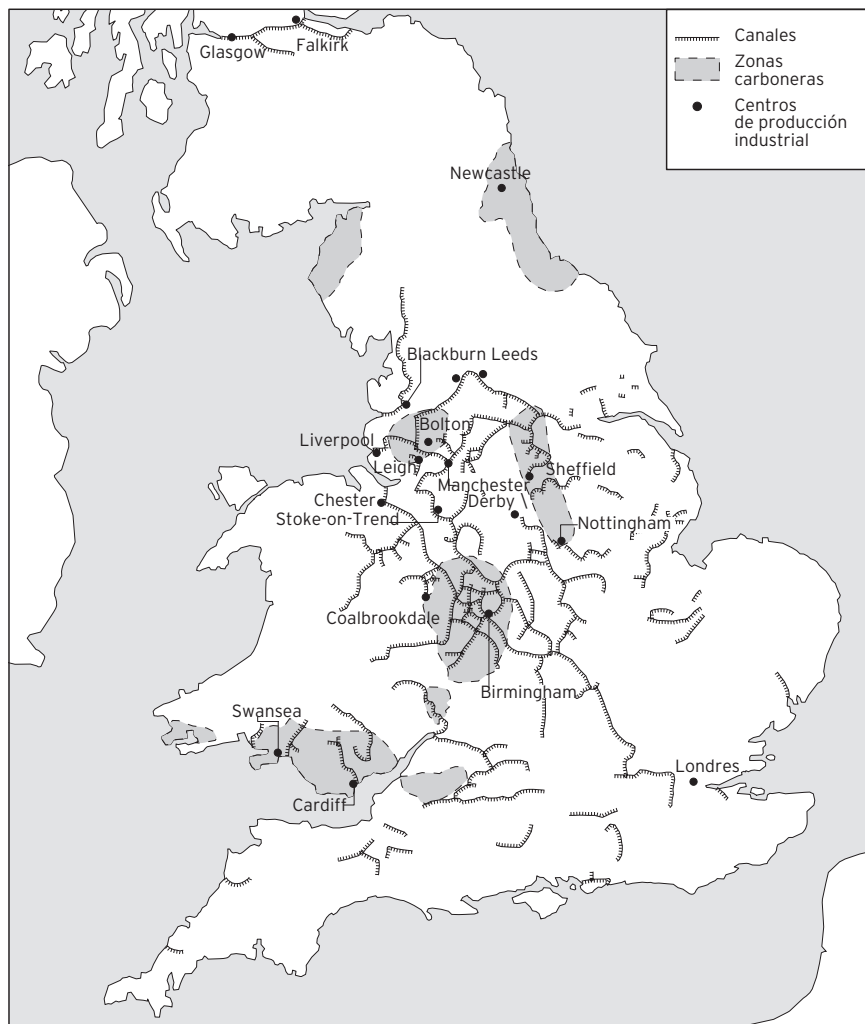 Canales
Zonas
carboneras
Centros
de producción
industrial
Glasgow
Falkirk
Newcastle
Blackburn
Leeds
Bolton
Liverpool
Leigh
Manchester
Sheffield
Chester
Derby
Stoke-on-Trend
Nottingham
Coalbrookdale
Birmingham
Swansea
Londres
Cardiff